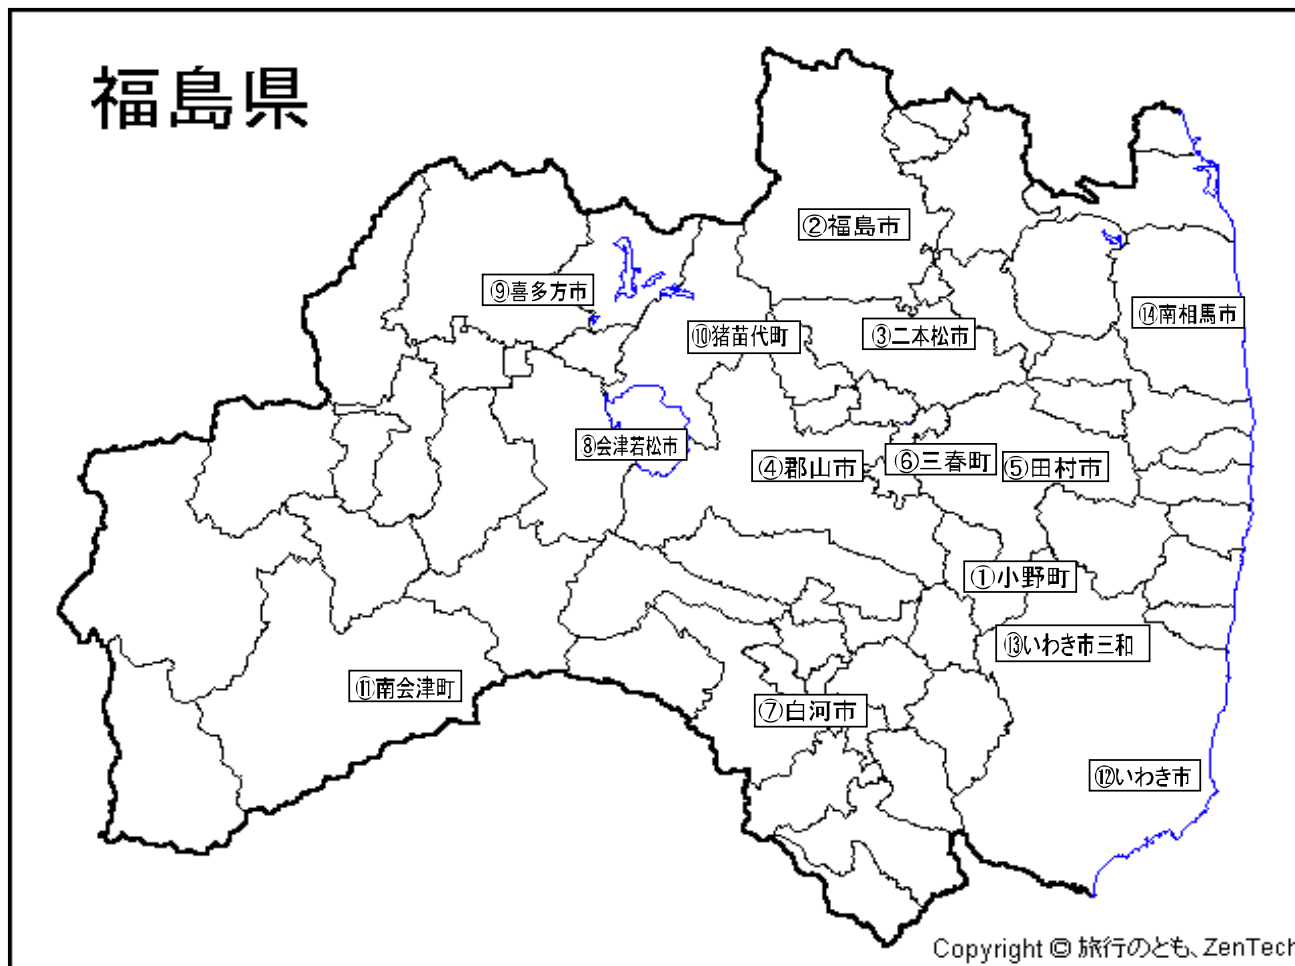 福島県
②福島市
⑨喜多方市
⑭南相馬市
⑩猪苗代町
③二本松市
⑧会津若松市
④郡山市
⑥三春町
⑤田村市
①小野町
⑬いわき市三和
⑪南会津町
⑦白河市
⑫いわき市
Copyright © 旅行のとも、ZenTech